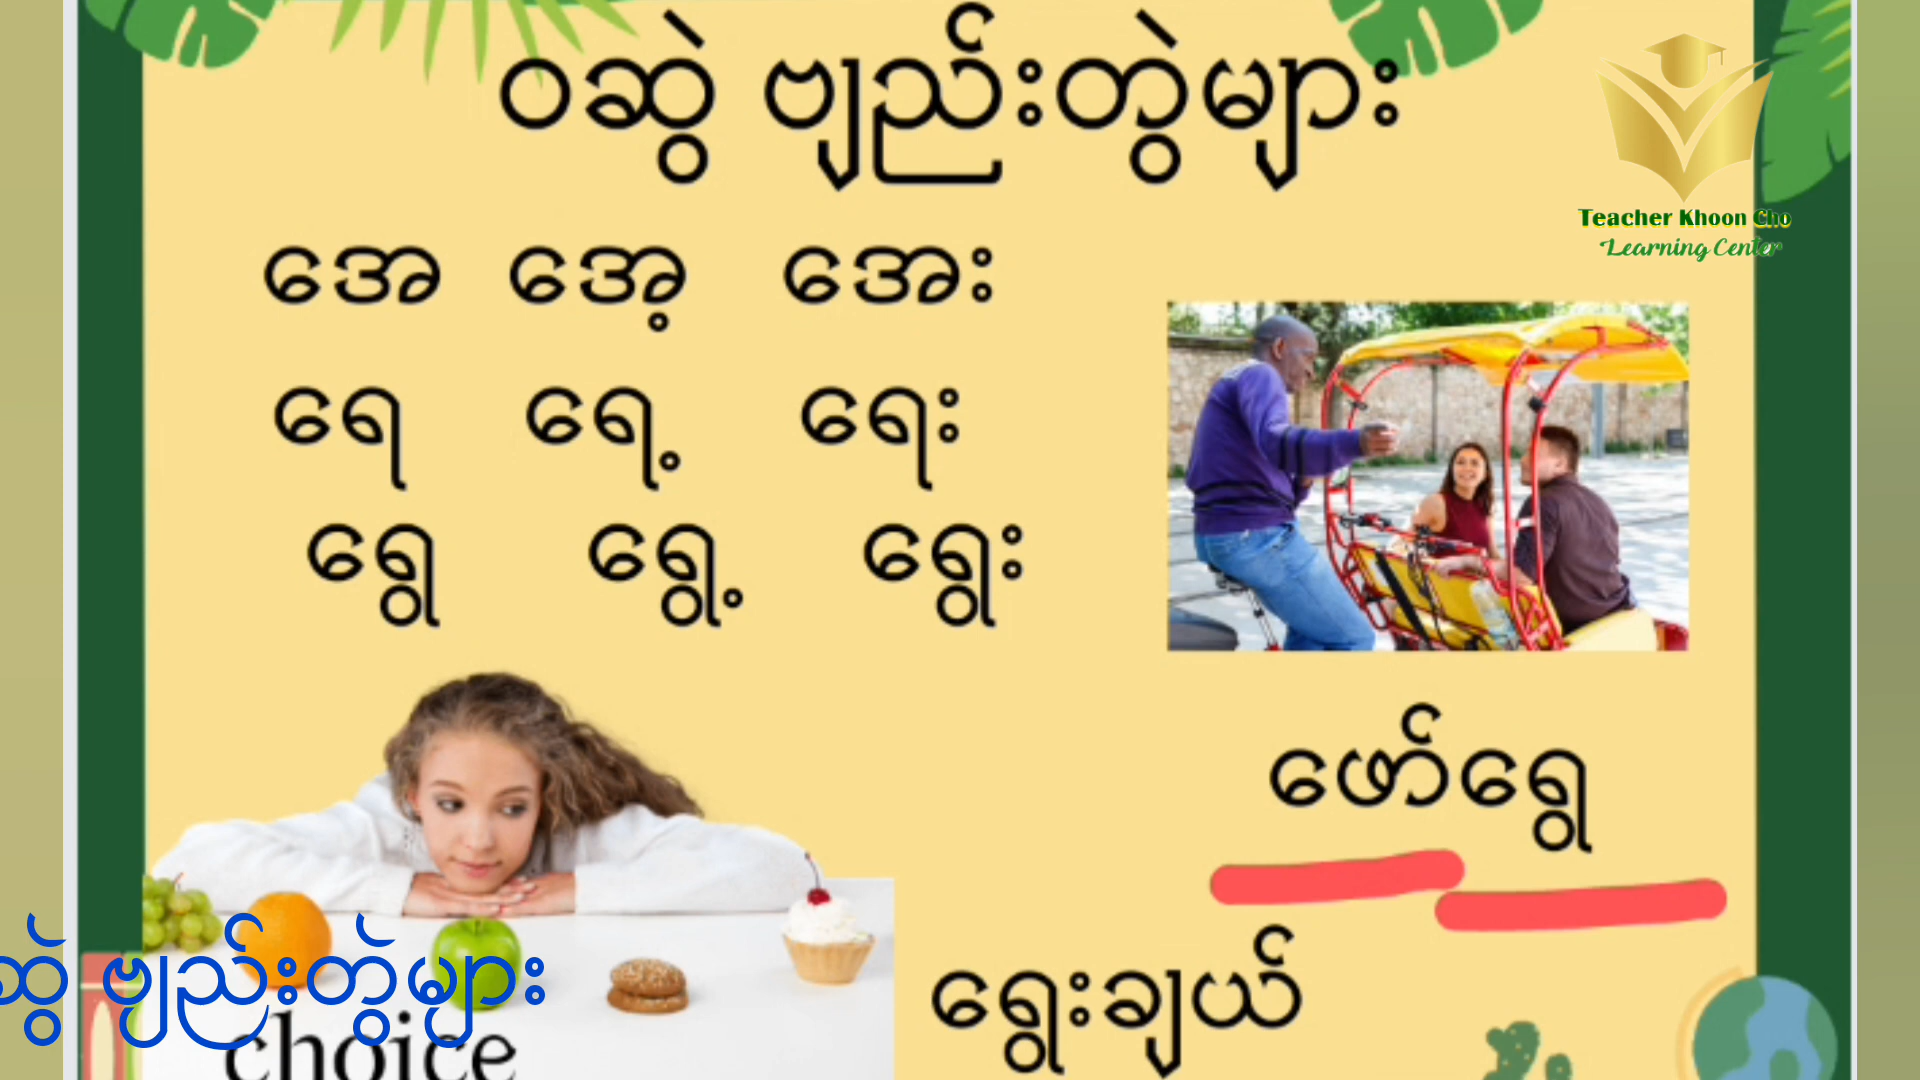 ဝဆွဲ ဗျည်းတွဲများ
Teacher Khoon Cho
Learning Center
အေ အေ့ အေး
ရေ ရေ့ ရေး
ရွေ ရွေ့ ရွေး
ဖော်ရွေ
ရွေးချယ်
ဆွဲ ဗျည်းတွဲများ
choice